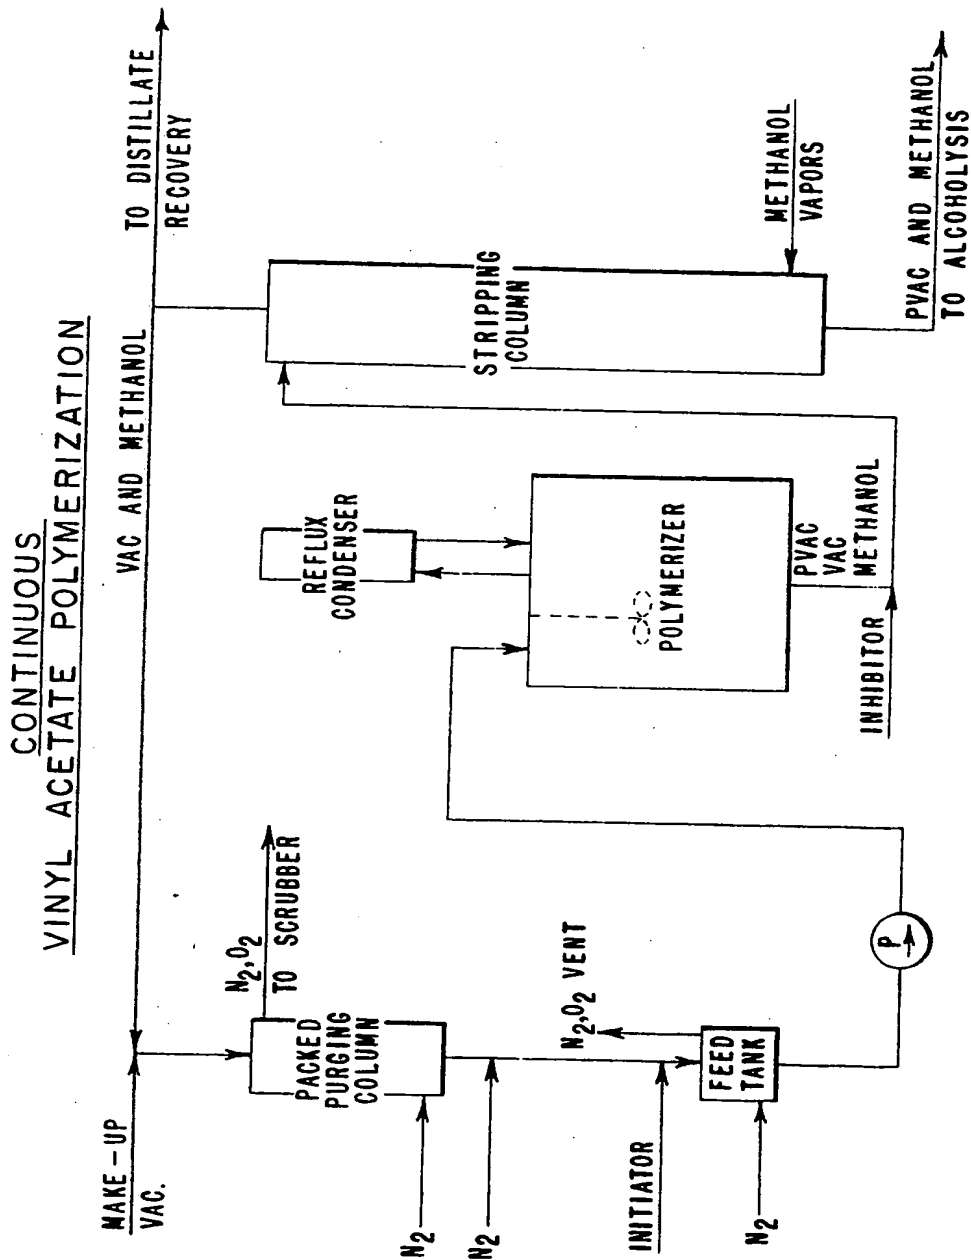 CONTINUOUS
VINYL ACETATE POLYMERIZATION
MAKE-UP
VAC.
VAC AND METHANOL
TO DISTILLATE
RECOVERY
N2,O2
TO SCRUBBER
PACKED
PURGING
COLUMN
N2
N2
INITIATOR
N2
N2,O2 VENT
FEED
TANK
P
REFLUX
CONDENSER
POLYMERIZER
PVAC
VAC
METHANOL
INHIBITOR
STRIPPING
COLUMN
METHANOL
VAPORS
PVAC AND METHANOL
TO ALCOHOLYSIS